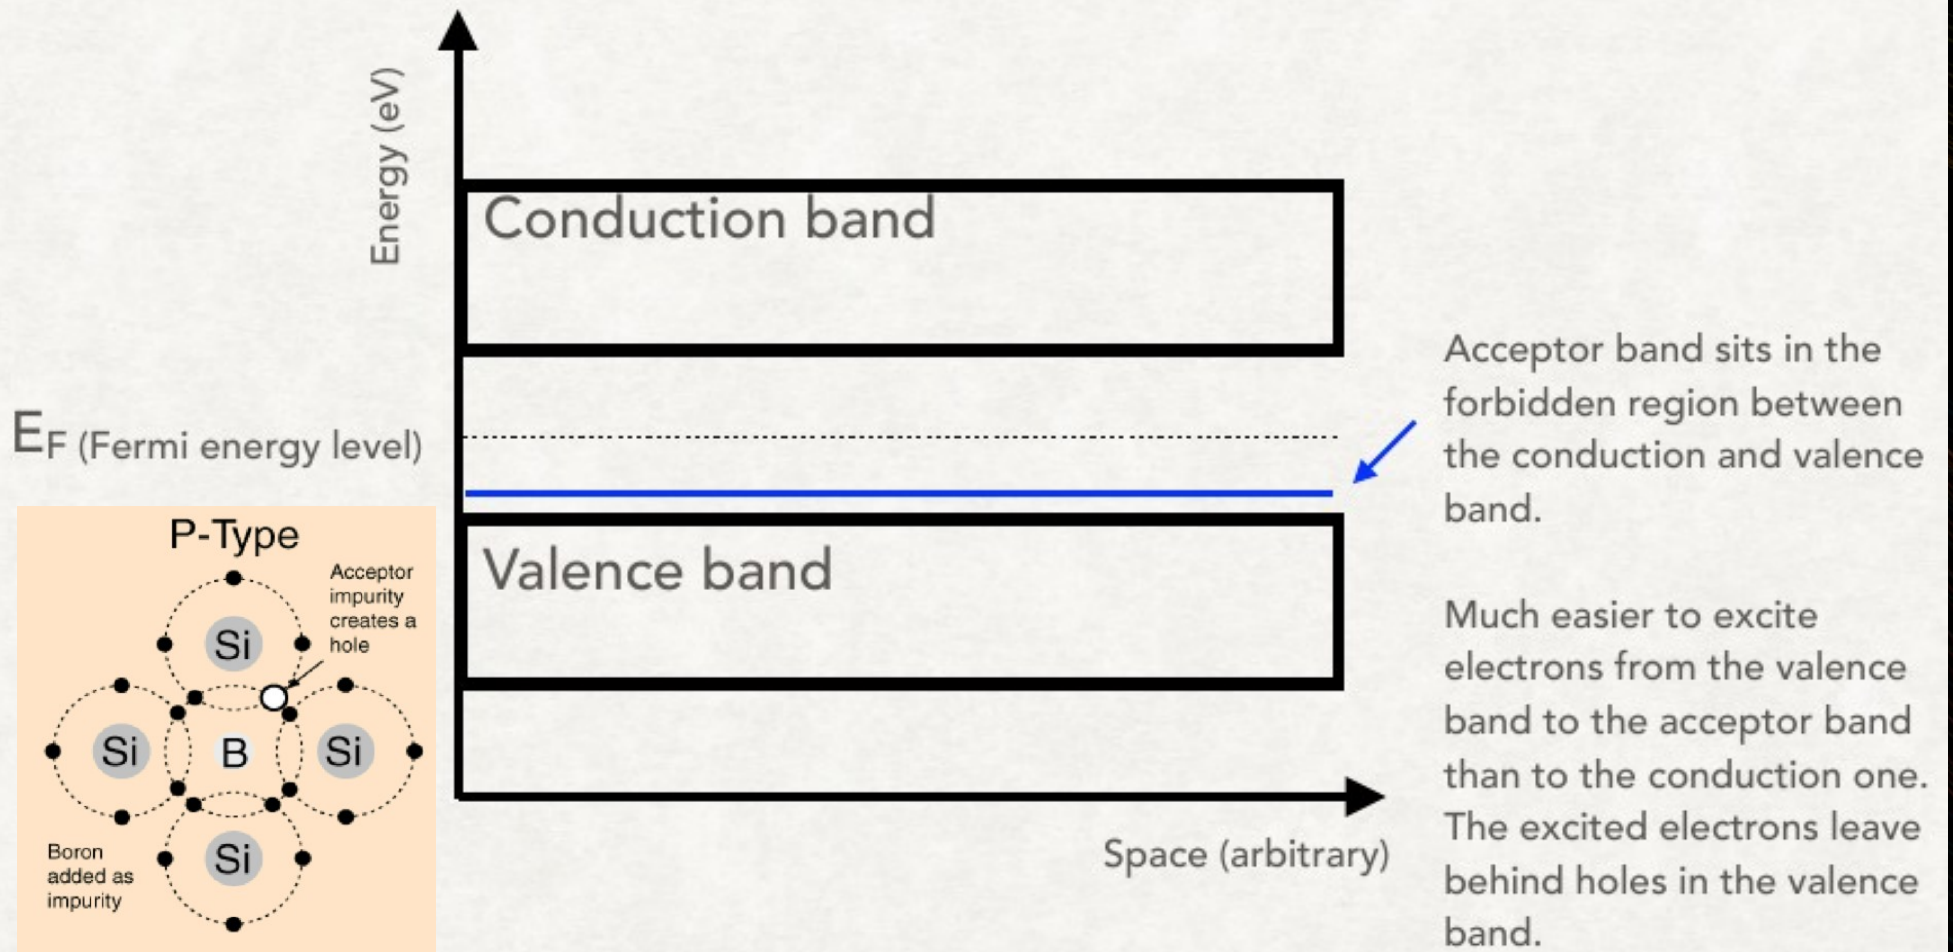 Energy (eV)
Conduction band
EF (Fermi energy level)
Valence band
Space (arbitrary)
Acceptor band sits in the
forbidden region between
the conduction and valence
band.
Much easier to excite
electrons from the valence
band to the acceptor band
than to the conduction one.
The excited electrons leave
behind holes in the valence
band.
P-Type
Acceptor
impurity
creates a
hole
Si
Si
B
Si
Si
Boron
added as
impurity